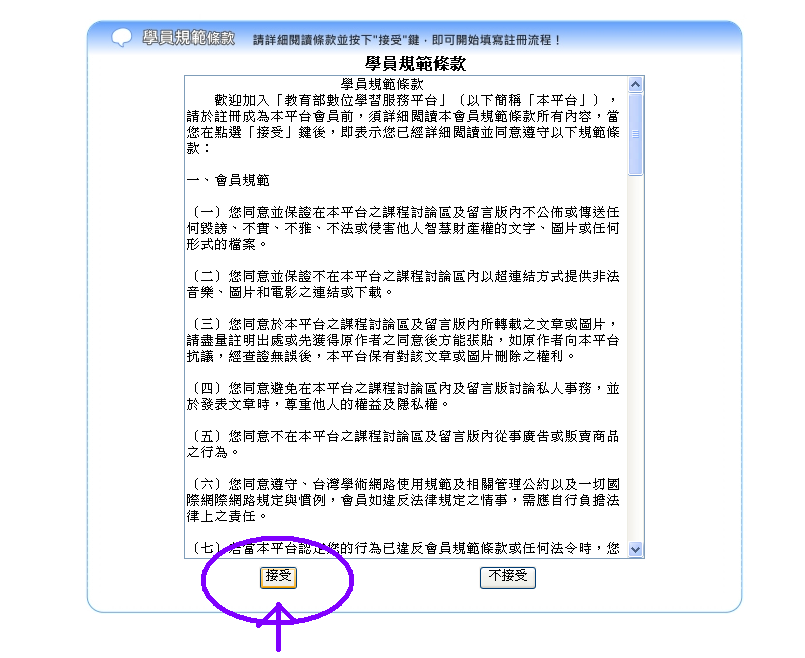 學員規範條款 請詳細閱讀條款並按下"接受"鍵，即可開始填寫註冊流程！
學員規範條款
學員規範條款
歡迎加入「教育部數位學習服務平台」（以下簡稱「本平台」），
請於註冊成為本平台會員前，須詳細閱讀本會員規範條款所有內容，當
您在點選「接受」鍵後，即表示您已經詳細閱讀並同意遵守以下規範條
款：
一、會員規範
（一）您同意並保證在本平台之課程討論區及留言版內不公佈或傳送任
何毀謗、不實、不雅、不法或侵害他人智慧財產權的文字、圖片或任何
形式的檔案。
（二）您同意並保證不在本平台之課程討論區內以超連結方式提供非法
音樂、圖片和電影之連結或下載。
（三）您同意於本平台之課程討論區及留言版內所轉載之文章或圖片，
請盡量註明出處或先獲得原作者之同意後方能張貼，如原作者向本平台
抗議，經查證無誤後，本平台保有對該文章或圖片刪除之權利。
（四）您同意避免在本平台之課程討論區內及留言版討論私人事務，並
於發表文章時，尊重他人的權益及隱私權。
（五）您同意不在本平台之課程討論區及留言版內從事廣告或販賣商品
之行為。
（六）您同意遵守、台灣學術網路使用規範及相關管理公約以及一切國
際網際網路規定與慣例，會員如違反法律規定之情事，需應自行負擔法
律上之責任。
（七）若當本平台認定您的行為已違反會員規範條款或任何法令時，您
接受 不接受